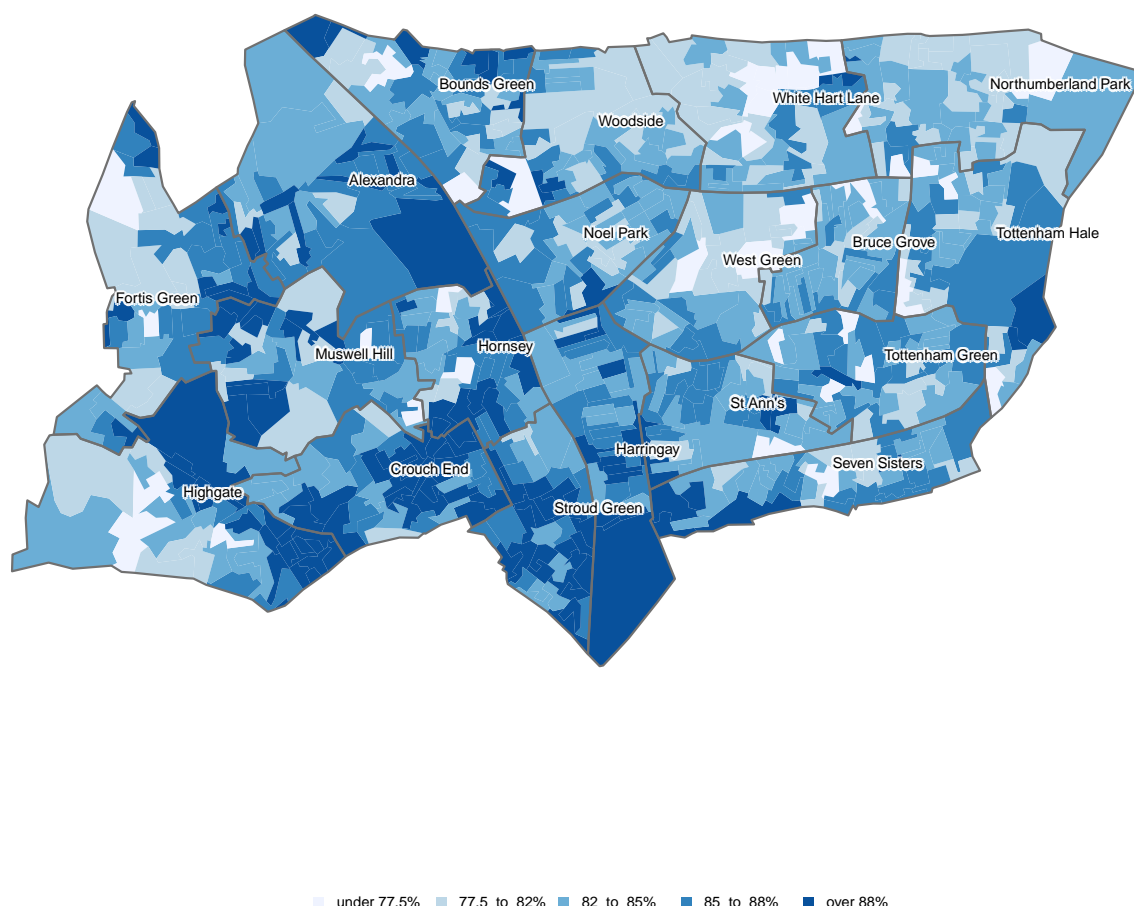 Bounds Green
Northumberland Park
White Hart Lane
Woodside
Alexandra
Noel Park
Tottenham Hale
Bruce Grove
West Green
Fortis Green
Hornsey
Muswell Hill
Tottenham Green
St Ann's
Harringay
Seven Sisters
Crouch End
Highgate
Stroud Green
under 77.5% 77.5 to 82% 82 to 85% 85 to 88% over 88%